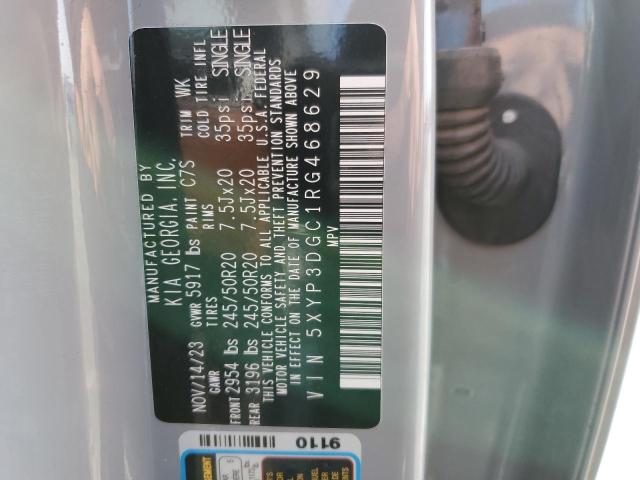 MANUFACTURED BY
KIA GEORGIA, INC.
NOV/14/23 GVWR 5917 lbs PAINT C7S TRIM WK
GAWR TIRES RIMS COLD TIRE INFL
FRONT 2954 lbs 245/50R20 7.5Jx20 35psi SINGLE
REAR 3196 lbs 245/50R20 7.5Jx20 35psi SINGLE
THIS VEHICLE CONFORMS TO ALL APPLICABLE U.S.A. FEDERAL
MOTOR VEHICLE SAFETY AND THEFT PREVENTION STANDARDS
IN EFFECT ON THE DATE OF MANUFACTURE SHOWN ABOVE
VIN 5XYP3DGC1RG468629
MPV
9110